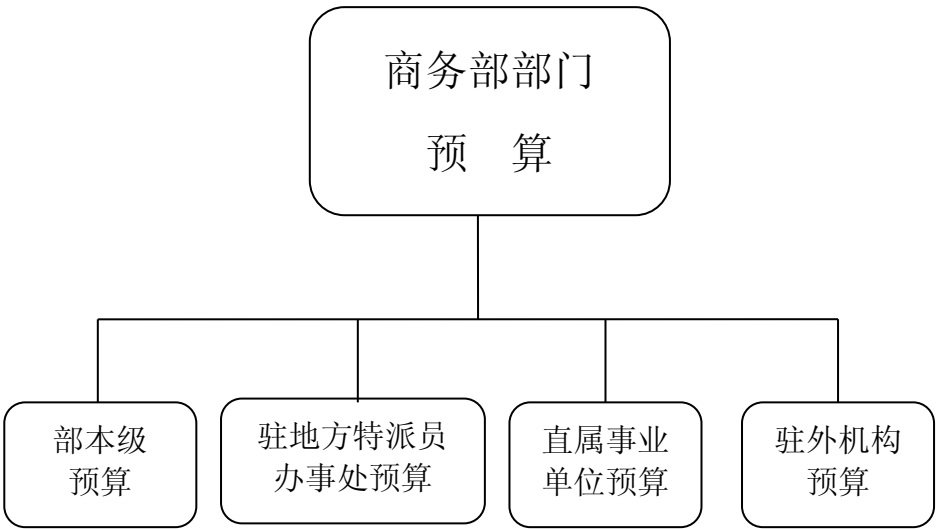 商务部部门
预　算
部本级
预算
驻地方特派员
办事处预算
直属事业
单位预算
驻外机构
预算